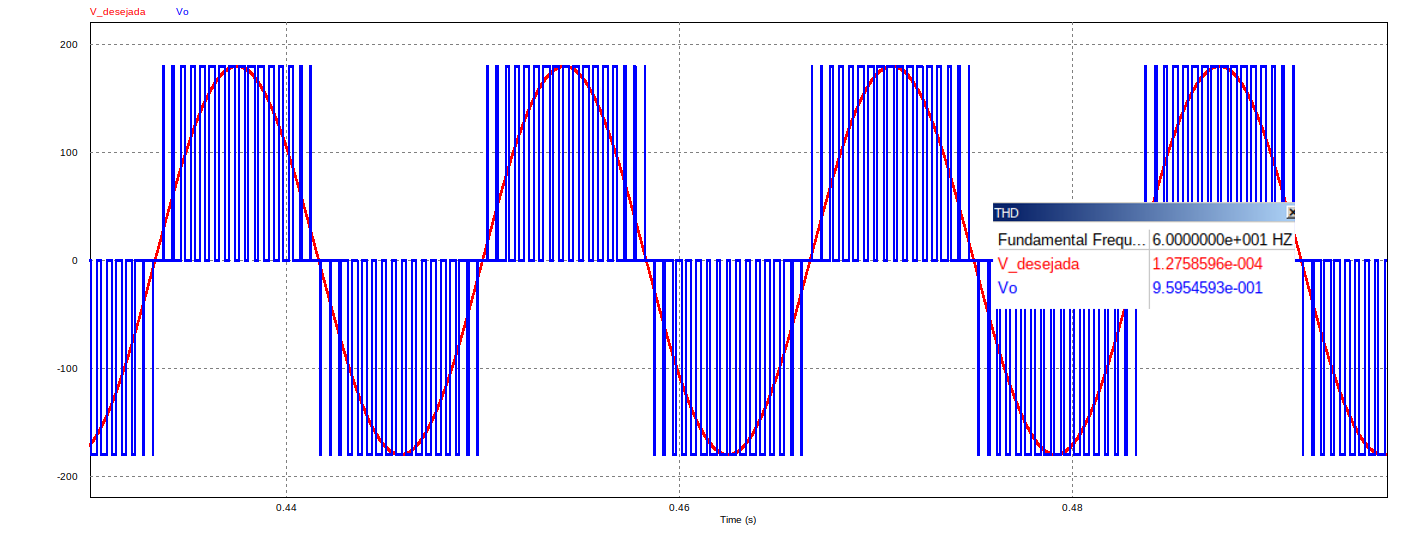 V_desejada Vo
200
100
0
-100
-200
0.44 0.46 0.48
Time (s)
THD
Fundamental Frequ... 6.0000000e+001 HZ
V_desejada 1.2758596e-004
Vo 9.5954593e-001